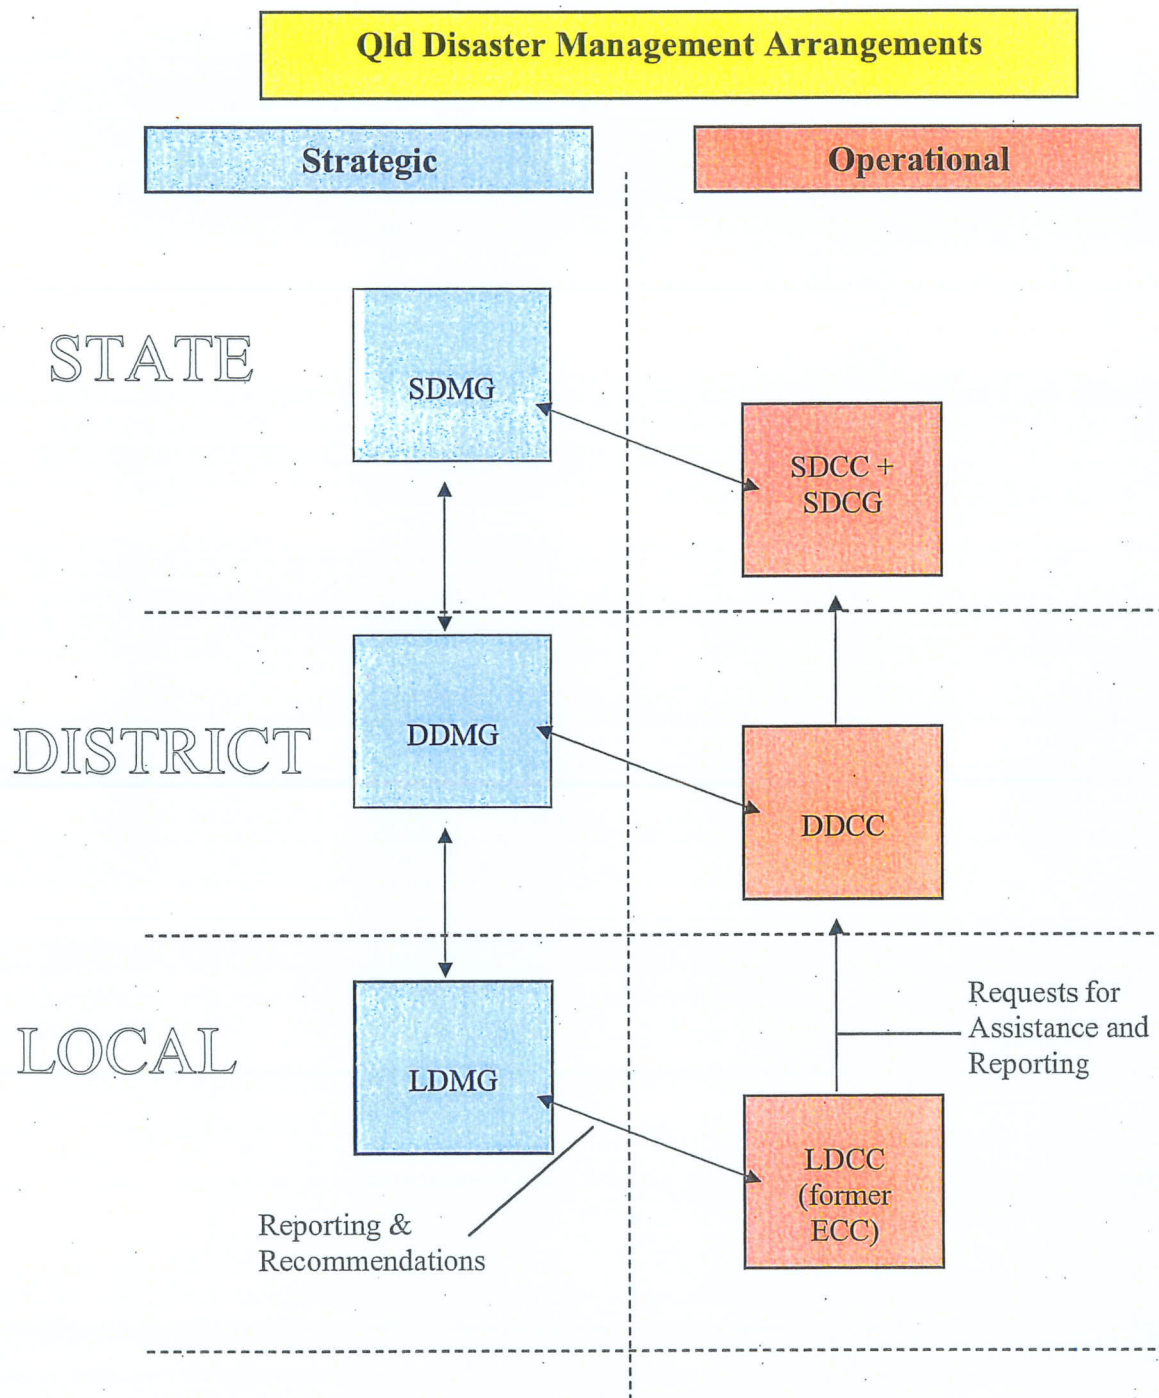 Qld Disaster Management Arrangements
Strategic
Operational
STATE
SDMG
SDCC +
SDCG
DISTRICT
DDMG
DDCC
LOCAL
LDMG
Requests for
Assistance and
Reporting
LDCC
(former
ECC)
Reporting &
Recommendations